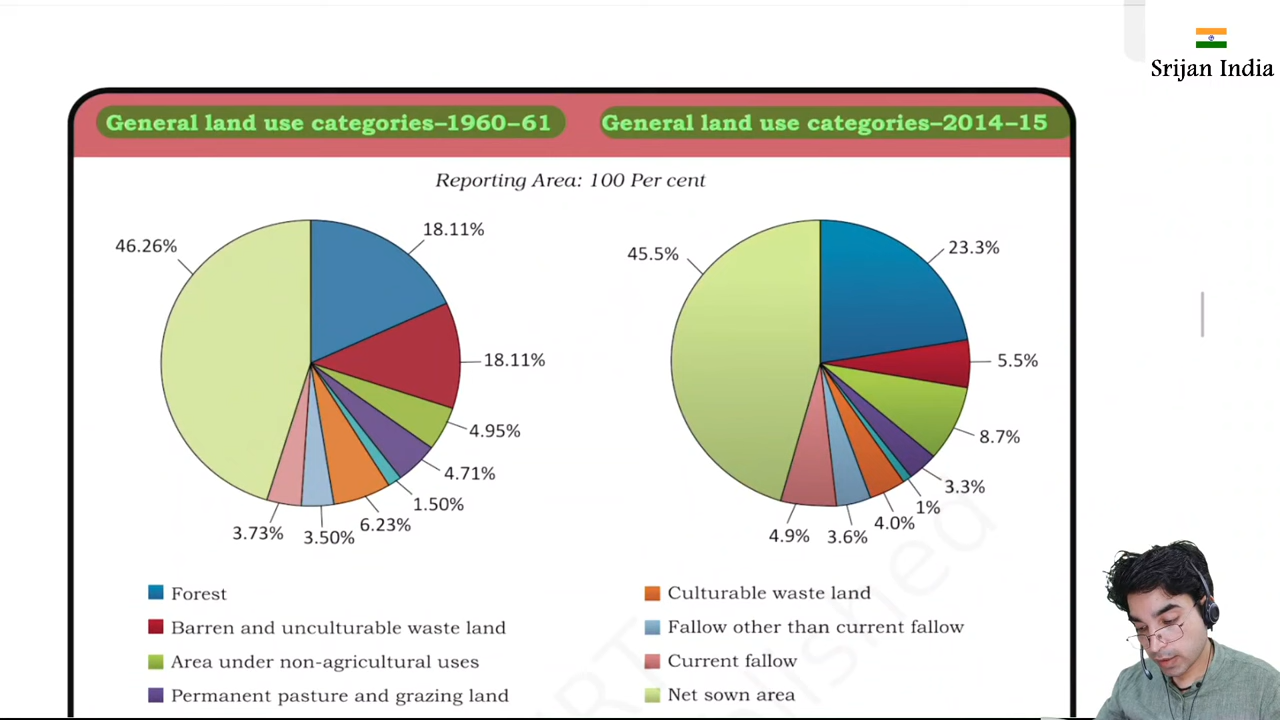 Srijan India
General land use categories–1960–61
General land use categories–2014–15
Reporting Area: 100 Per cent
46.26%
18.11%
18.11%
4.95%
4.71%
1.50%
6.23%
3.50%
3.73%
45.5%
23.3%
5.5%
8.7%
3.3%
1%
4.0%
3.6%
4.9%
Forest
Barren and unculturable waste land
Area under non-agricultural uses
Permanent pasture and grazing land
Culturable waste land
Fallow other than current fallow
Current fallow
Net sown area